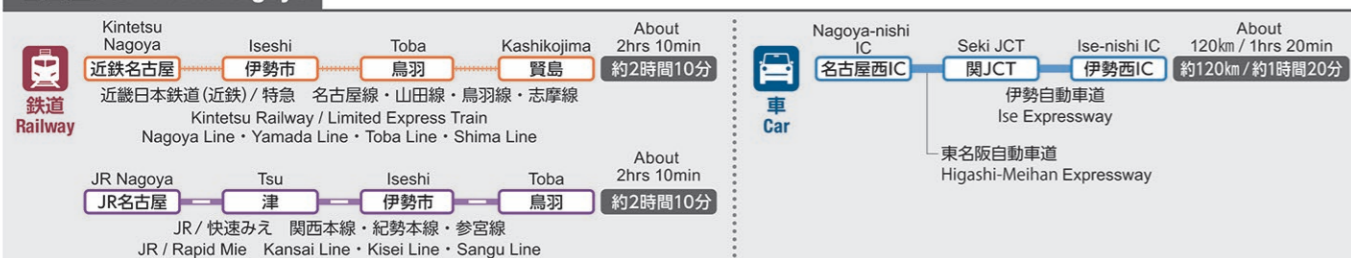 鉄道
Railway
Kintetsu
Nagoya
Iseshi
Toba
Kashikojima
About
2hrs 10min
近鉄名古屋
伊勢市
鳥羽
賢島
約2時間10分
近畿日本鉄道(近鉄)/特急 名古屋線・山田線・鳥羽線・志摩線
Kintetsu Railway / Limited Express Train
Nagoya Line・Yamada Line・Toba Line・Shima Line
JR Nagoya
Tsu
Iseshi
Toba
About
2hrs 10min
JR名古屋
津
伊勢市
鳥羽
約2時間10分
JR/快速みえ 関西本線・紀勢本線・参宮線
JR / Rapid Mie Kansai Line・Kisei Line・Sangu Line
車
Car
Nagoya-nishi
IC
Seki JCT
Ise-nishi IC
About
120㎞/1hrs 20min
名古屋西IC
関JCT
伊勢西IC
約120㎞/約1時間20分
伊勢自動車道
Ise Expressway
東名阪自動車道
Higashi-Meihan Expressway